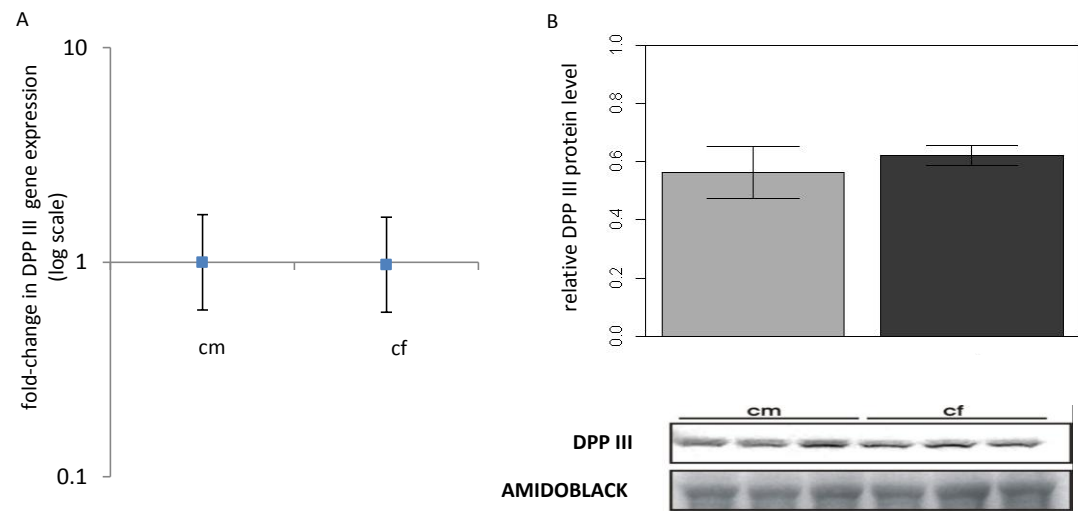 A
fold-change in DPP III gene expression
(log scale)
10
1
0.1
cm
cf
B
relative DPP III protein level
1.0
0.8
0.6
0.4
0.2
0.0
cm
cf
DPP III
AMIDOBLACK